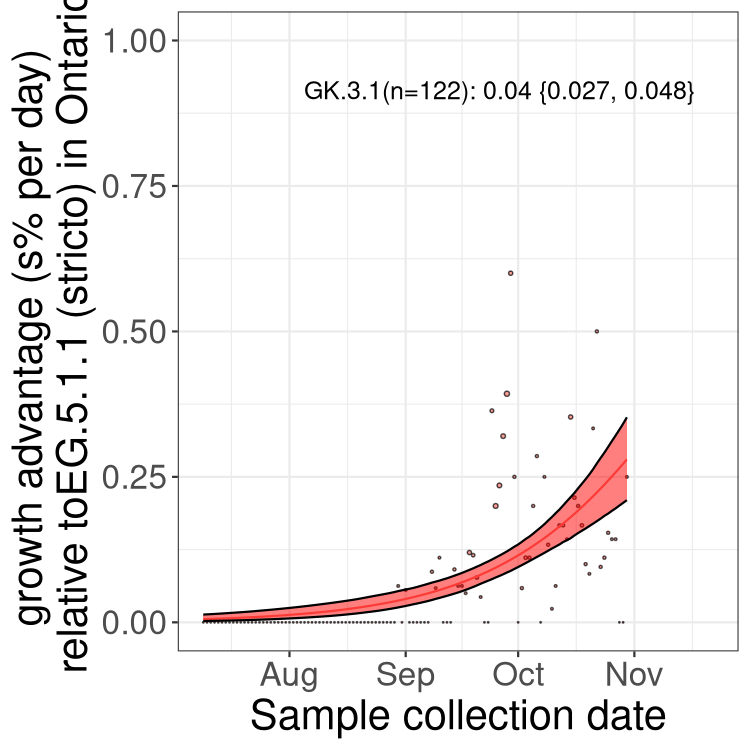 growth advantage (s% per day)
relative toEG.5.1.1 (stricto) in Ontario
1.00
0.75
0.50
0.25
0.00
GK.3.1(n=122): 0.04 {0.027, 0.048}
Aug Sep Oct Nov
Sample collection date